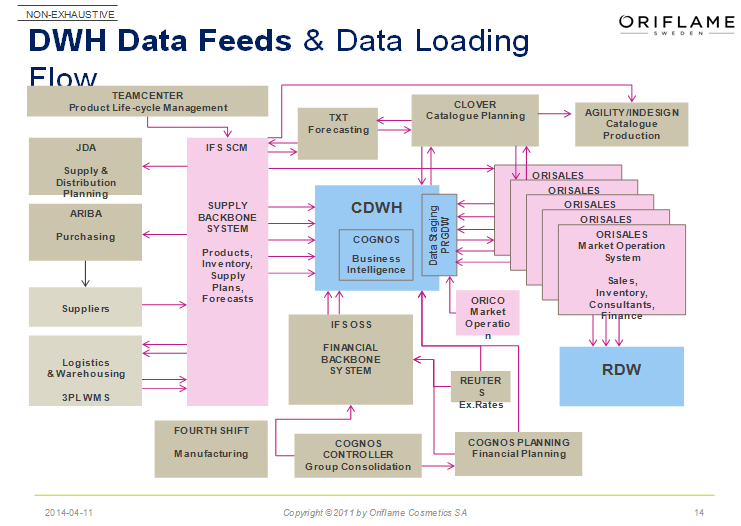 NON-EXHAUSTIVE
ORIFLAME
SWEDEN
DWH Data Feeds & Data Loading
Flow
TEAMCENTER
Product Life-cycle Management
TXT
Forecasting
CLOVER
Catalogue Planning
AGILITY/INDESIGN
Catalogue
Production
JDA
Supply &
Distribution
Planning
IFS SCM
SUPPLY
BACKBONE
SYSTEM
Products,
Inventory,
Supply
Plans,
Forecasts
ARIBA
Purchasing
Suppliers
Logistics
& Warehousing
3PL WMS
CDWH
COGNOS
Business
Intelligence
Data Staging
PRGDW
ORISALES
ORISALES
ORISALES
ORISALES
ORISALES
Market Operation
System
Sales,
Inventory,
Consultants,
Finance
ORICO
Market
Operatio
n
IFS OSS
FINANCIAL
BACKBONE
SYSTEM
REUTER
S
Ex.Rates
RDW
FOURTH SHIFT
Manufacturing
COGNOS
CONTROLLER
Group Consolidation
COGNOS PLANNING
Financial Planning
2014-04-11
Copyright © 2011 by Oriflame Cosmetics SA
14